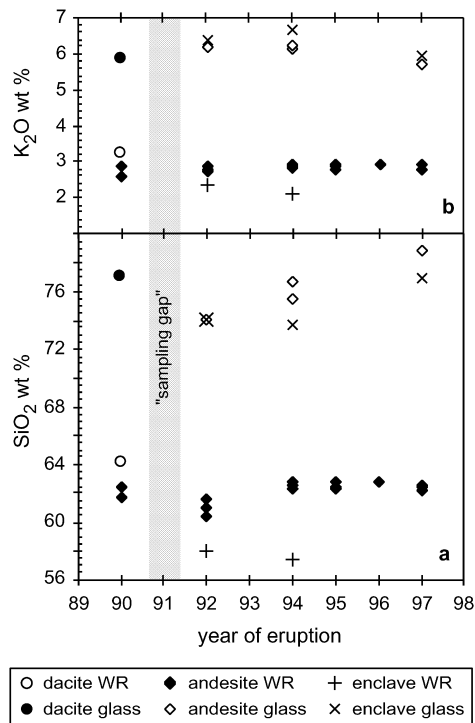 7
6
5
4
3
2
K₂O wt %
b
76
72
68
64
60
56
SiO₂ wt %
"sampling gap"
a
89 90 91 92 93 94 95 96 97 98
year of eruption
dacite WR andesite WR enclave WR
dacite glass andesite glass enclave glass